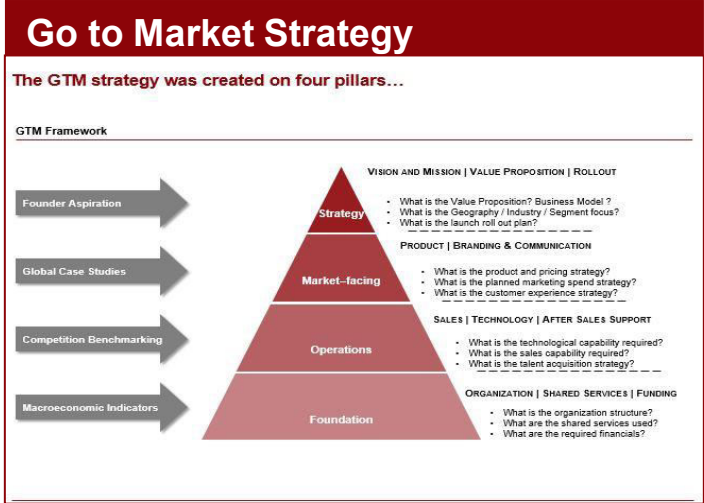 Go to Market Strategy
The GTM strategy was created on four pillars…
GTM Framework
VISION AND MISSION | VALUE PROPOSITION | ROLLOUT
Founder Aspiration
Strategy
• What is the Value Proposition? Business Model ?
• What is the Geography / Industry / Segment focus?
• What is the launch roll out plan?
PRODUCT | BRANDING & COMMUNICATION
Global Case Studies
Market–facing
• What is the product and pricing strategy?
• What is the planned marketing spend strategy?
• What is the customer experience strategy?
SALES | TECHNOLOGY | AFTER SALES SUPPORT
Competition Benchmarking
Operations
• What is the technological capability required?
• What is the sales capability required?
• What is the talent acquisition strategy?
ORGANIZATION | SHARED SERVICES | FUNDING
Macroeconomic Indicators
Foundation
• What is the organization structure?
• What are the shared services used?
• What are the required financials?